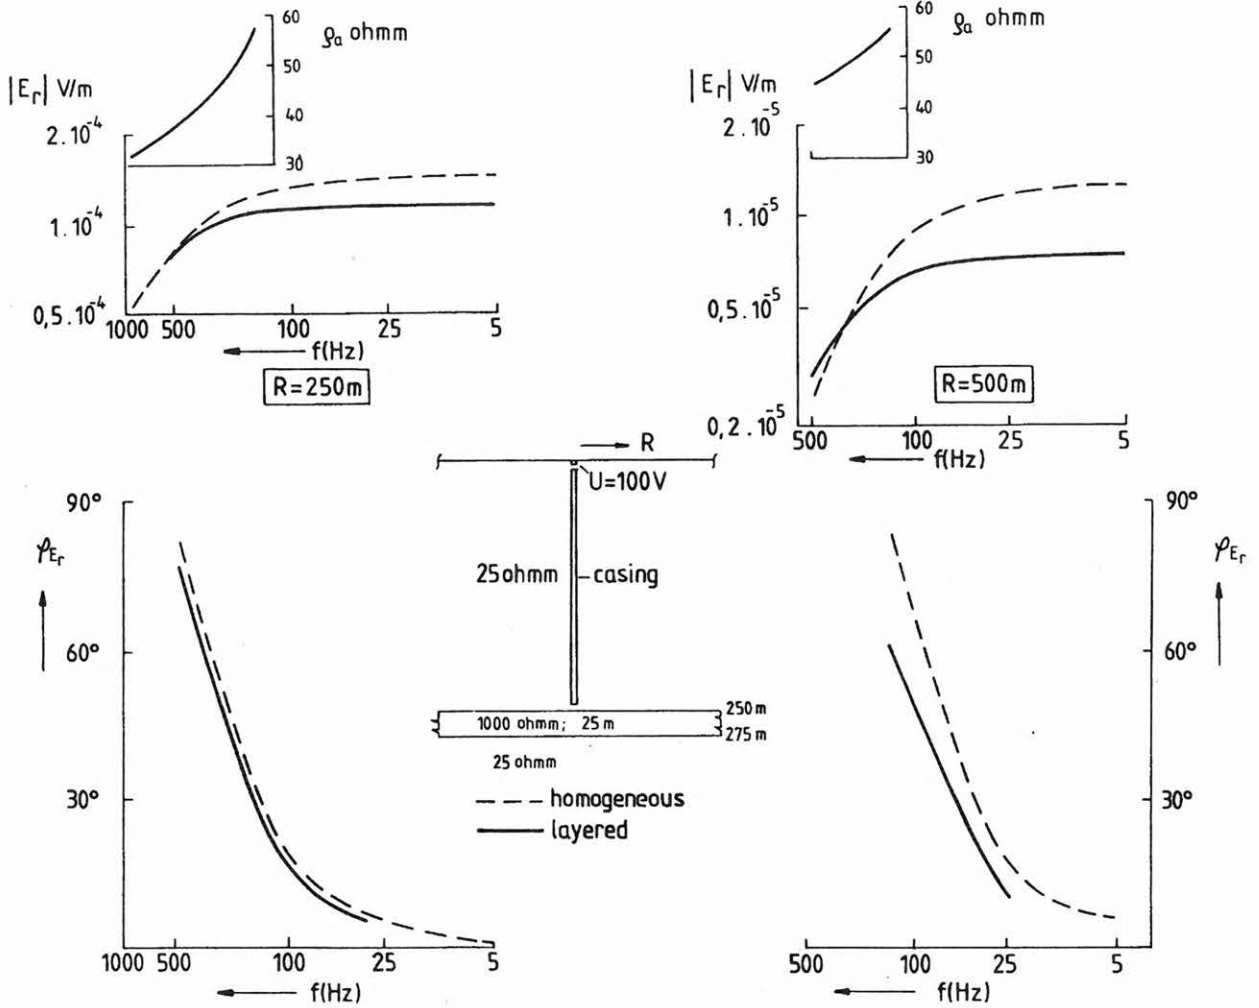 60
ρa ohmm
50
|Er| V/m
40
2.10⁻⁴
30
1.10⁻⁴
0,5.10⁻⁴
1000 500 100 25 5
f(Hz)
R=250m
60
ρa ohmm
50
|Er| V/m
40
2.10⁻⁵
30
1.10⁻⁵
0,5.10⁻⁵
0,2.10⁻⁵
500 100 25 5
f(Hz)
R=500m
R
U=100V
25 ohmm casing
250 m
1000 ohmm; 25 m
275 m
25 ohmm
homogeneous
layered
90°
φEr
60°
30°
1000 500 100 25 5
f(Hz)
90°
φEr
60°
30°
500 100 25 5
f(Hz)